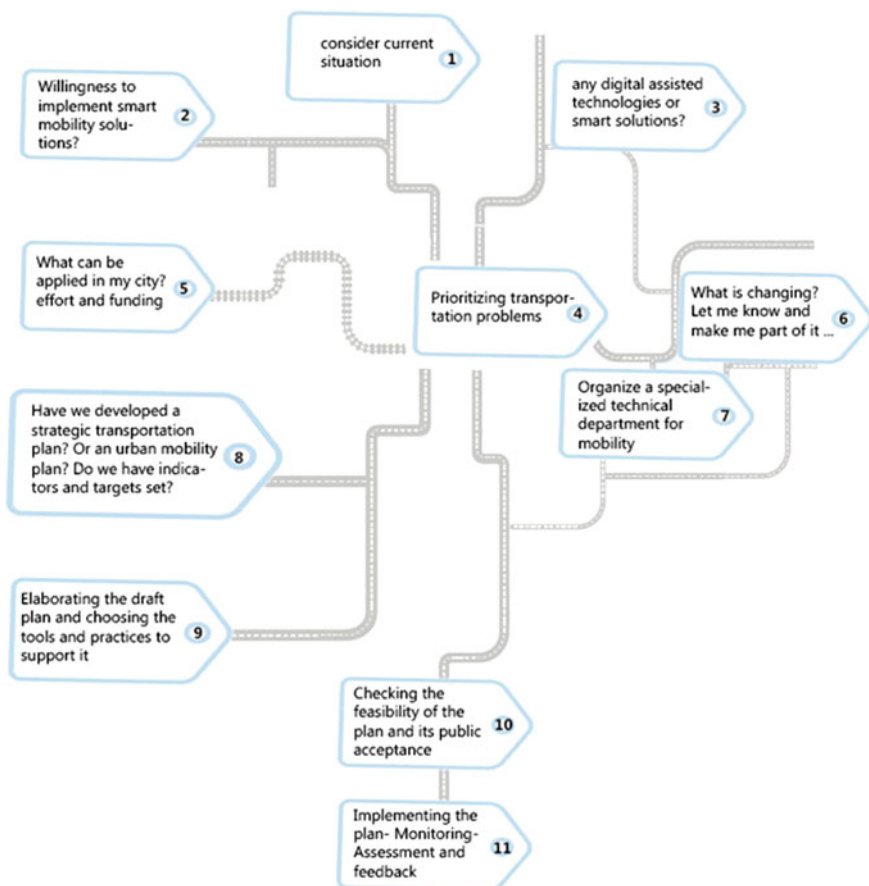 consider current
situation
1
Willingness to
implement smart
mobility solu-
tions?
2
any digital assisted
technologies or
smart solutions?
3
Prioritizing transpor-
tation problems
4
What can be
applied in my city?
effort and funding
5
What is changing?
Let me know and
make me part of it ...
6
Organize a special-
ized technical
department for
mobility
7
Have we developed a
strategic transportation
plan? Or an urban mobility
plan? Do we have indica-
tors and targets set?
8
Elaborating the draft
plan and choosing the
tools and practices to
support it
9
Checking the
feasibility of the
plan and its public
acceptance
10
Implementing the
plan- Monitoring-
Assessment and
feedback
11